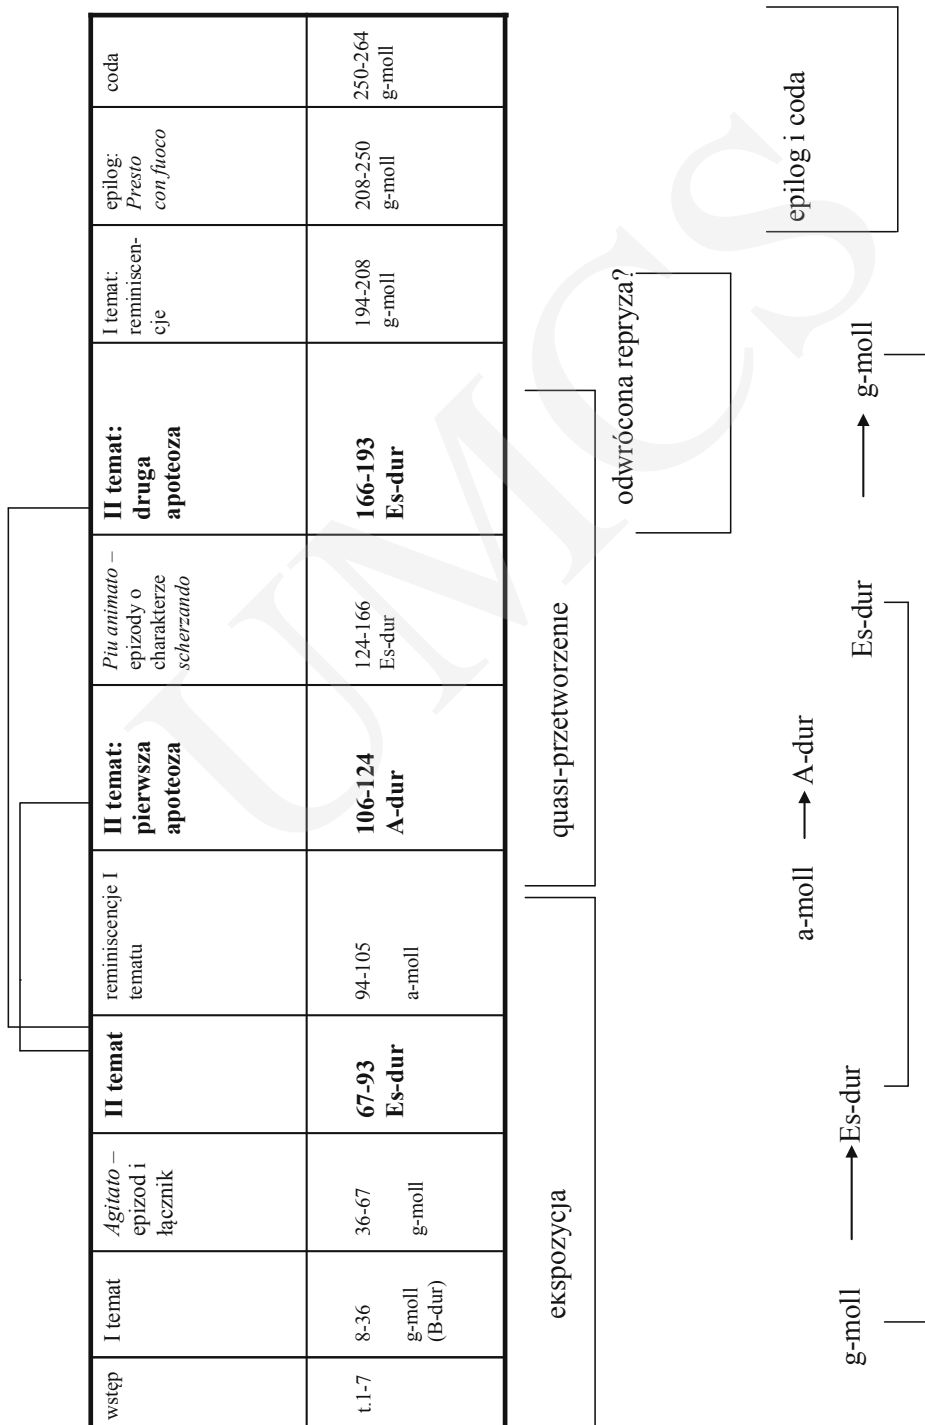 wstęp
I temat
Agitato –
epizod i
łącznik
II temat
reminiscencje I
tematu
II temat:
pierwsza
apoteoza
Piu animato –
epizody o
charakterze
scherzando
II temat:
druga
apoteoza
I temat:
reminiscen-
cje
epilog:
Presto
con fuoco
coda
t.1-7
8-36
g-moll
(B-dur)
36-67
g-moll
67-93
Es-dur
94-105
a-moll
106-124
A-dur
124-166
Es-dur
166-193
Es-dur
194-208
g-moll
208-250
g-moll
250-264
g-moll
ekspozycja
quasi-przetworzenie
odwrócona repryza?
epilog i coda
a-moll → A-dur
g-moll → Es-dur
Es-dur → g-moll
UMCS